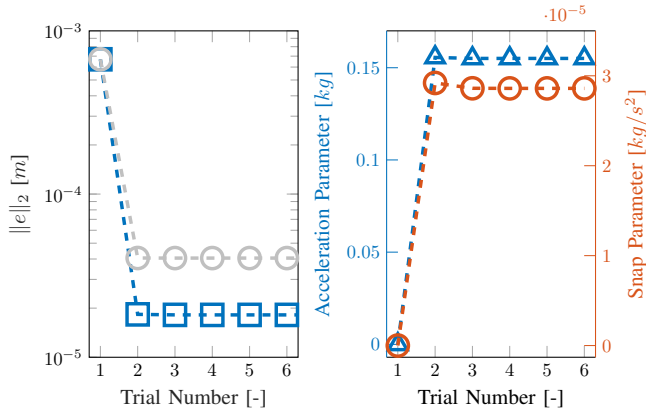 10⁻³
10⁻⁴
10⁻⁵
‖e‖₂ [m]
1 2 3 4 5 6
Trial Number [-]
·10⁻⁵
0.15
0.1
0.05
0
Acceleration Parameter [kg]
3
2
1
0
Snap Parameter [kg/s²]
1 2 3 4 5 6
Trial Number [-]